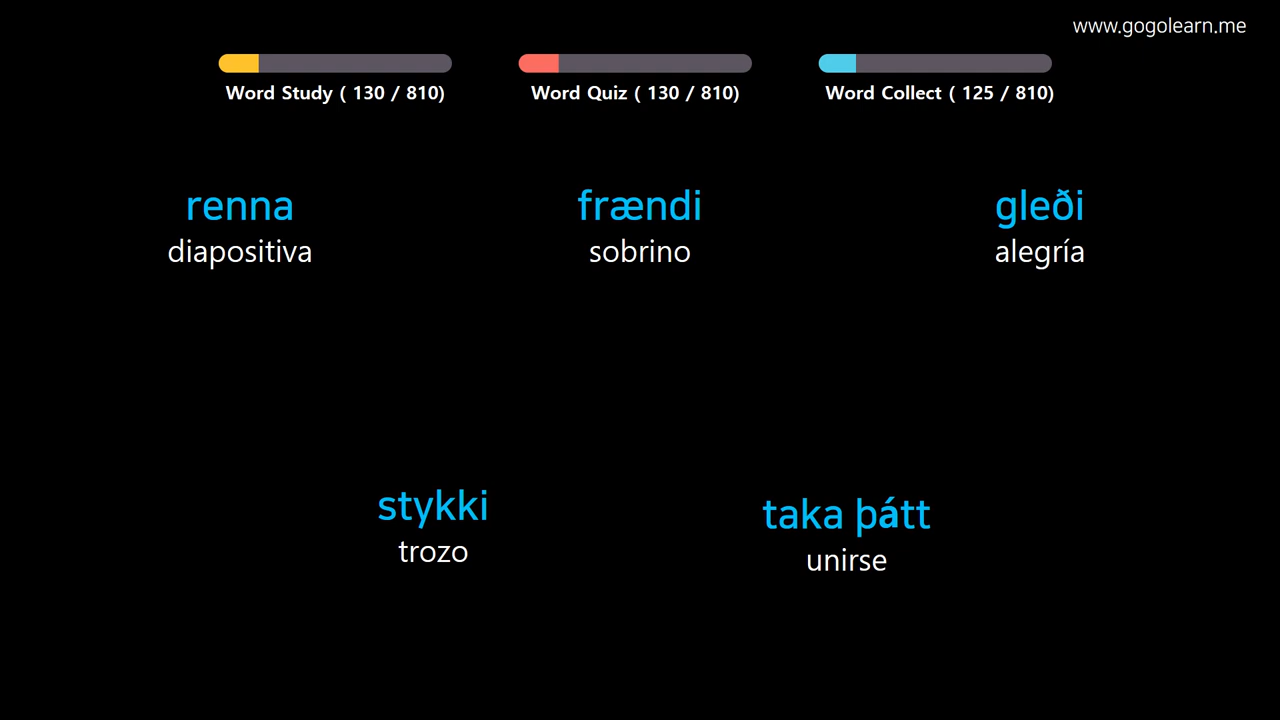 www.gogolearn.me
Word Study ( 130 / 810)
Word Quiz ( 130 / 810)
Word Collect ( 125 / 810)
renna
diapositiva
frændi
sobrino
gleði
alegría
stykki
trozo
taka þátt
unirse